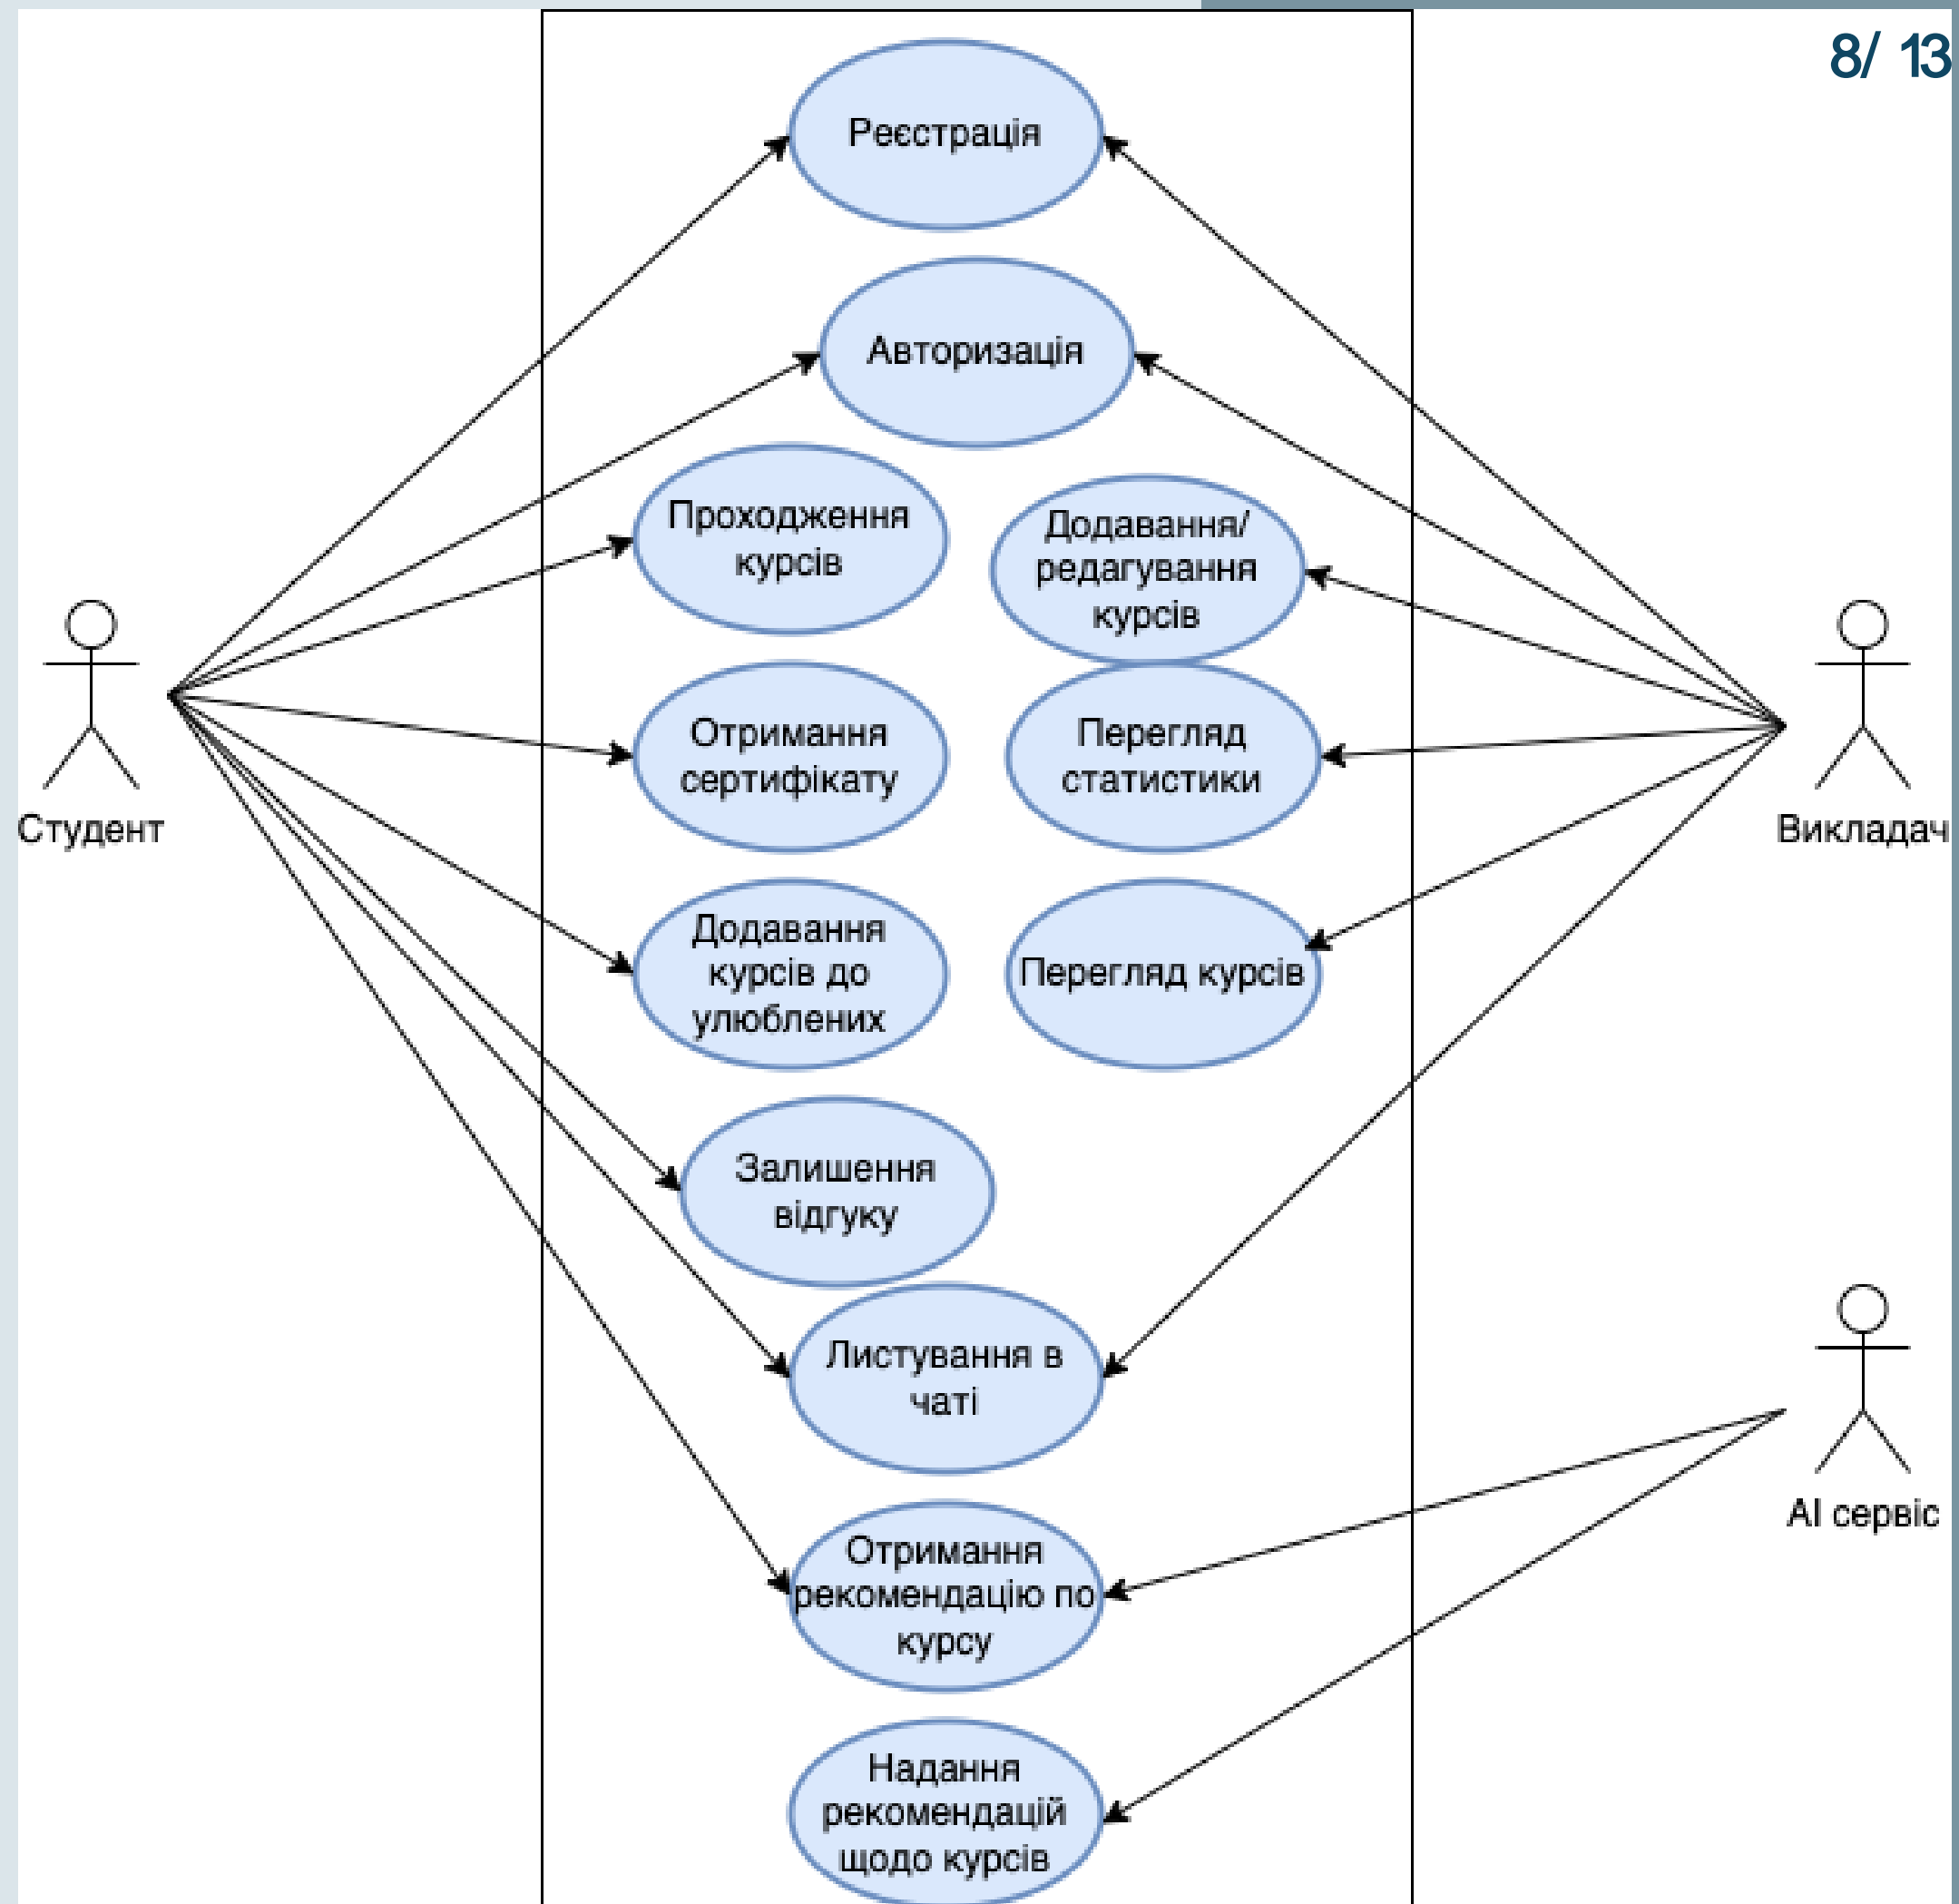 8/ 13
Реєстрація
Авторизація
Проходження
курсів
Додавання/
редагування
курсів
Студент
Отримання
сертифікату
Перегляд
статистики
Викладач
Додавання
курсів до
улюблених
Перегляд курсів
Залишення
відгуку
Листування в
чаті
AI сервіс
Отримання
рекомендацію по
курсу
Надання
рекомендацій
щодо курсів